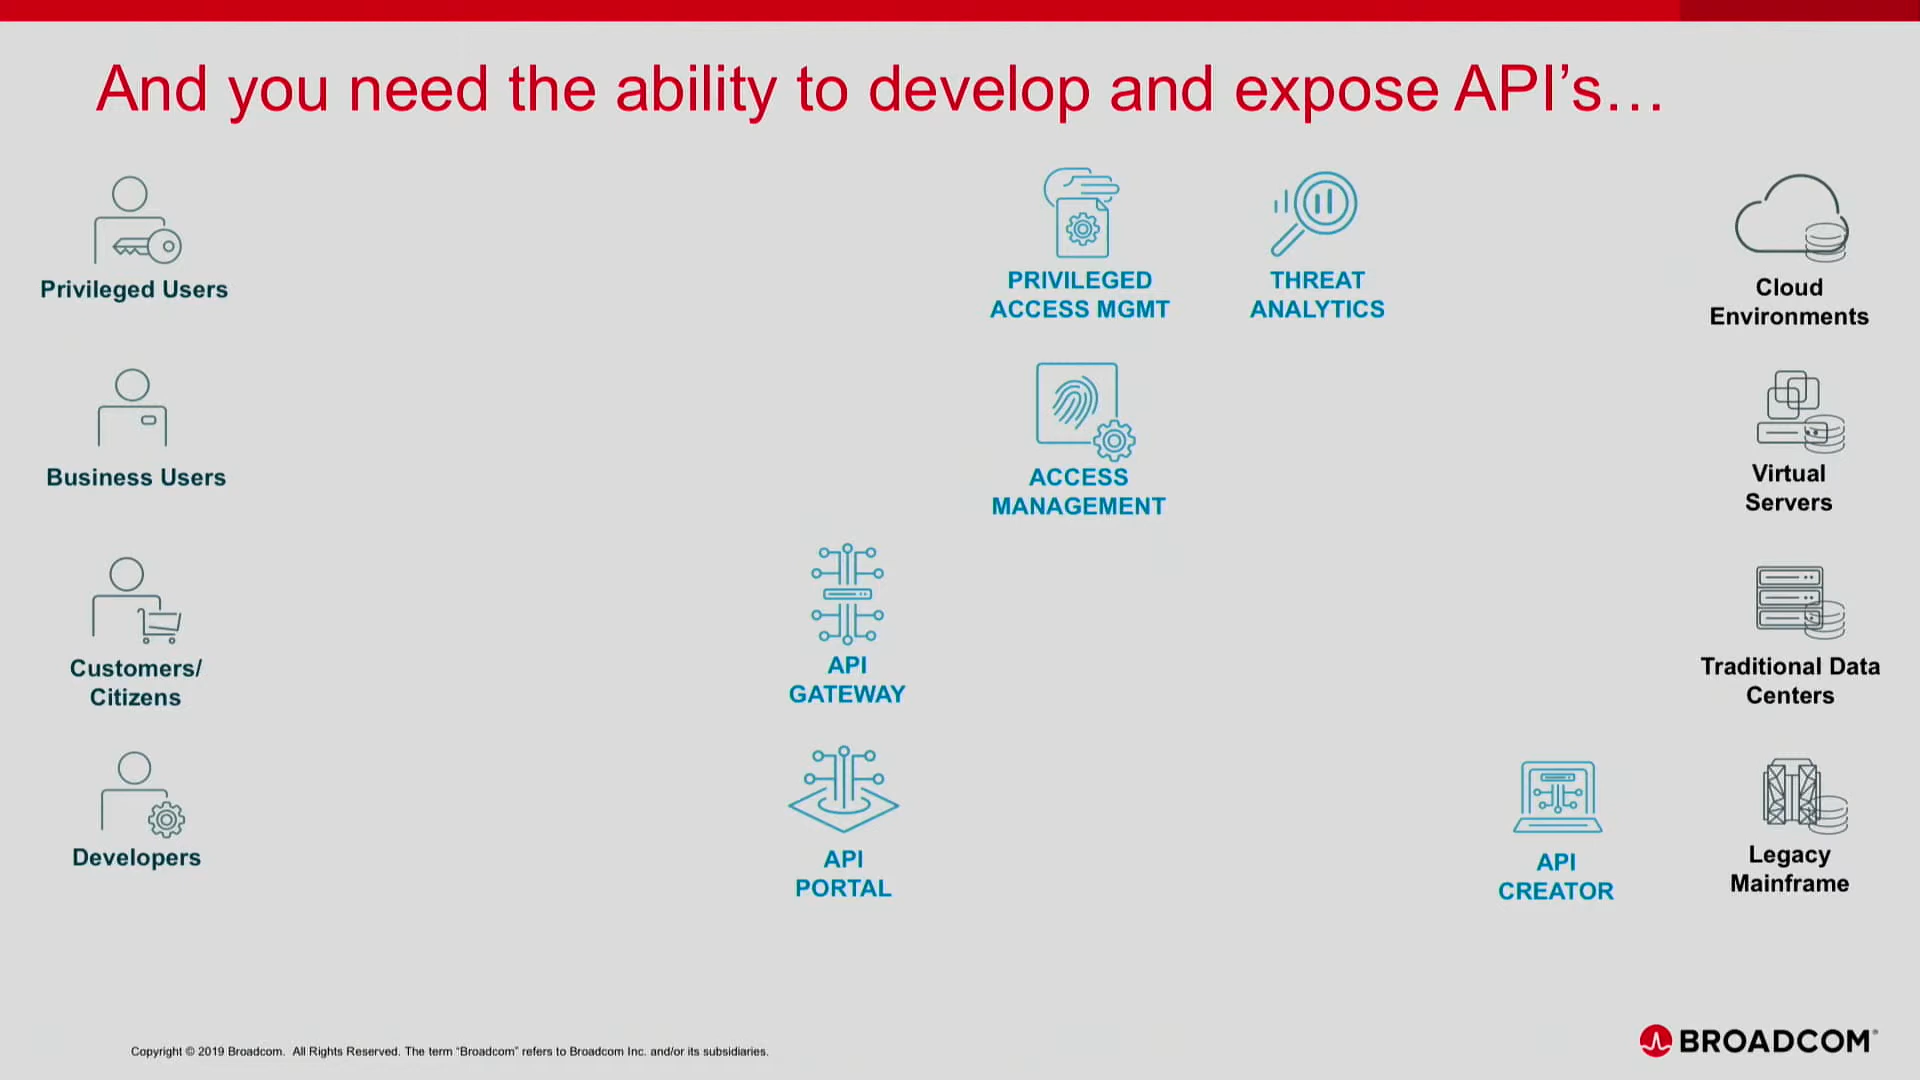 And you need the ability to develop and expose API’s…
Privileged Users
PRIVILEGED
ACCESS MGMT
THREAT
ANALYTICS
Cloud
Environments
Business Users
ACCESS
MANAGEMENT
Virtual
Servers
Customers/
Citizens
API
GATEWAY
Traditional Data
Centers
Developers
API
PORTAL
API
CREATOR
Legacy
Mainframe
Copyright © 2019 Broadcom. All Rights Reserved. The term “Broadcom” refers to Broadcom Inc. and/or its subsidiaries.
BROADCOM®